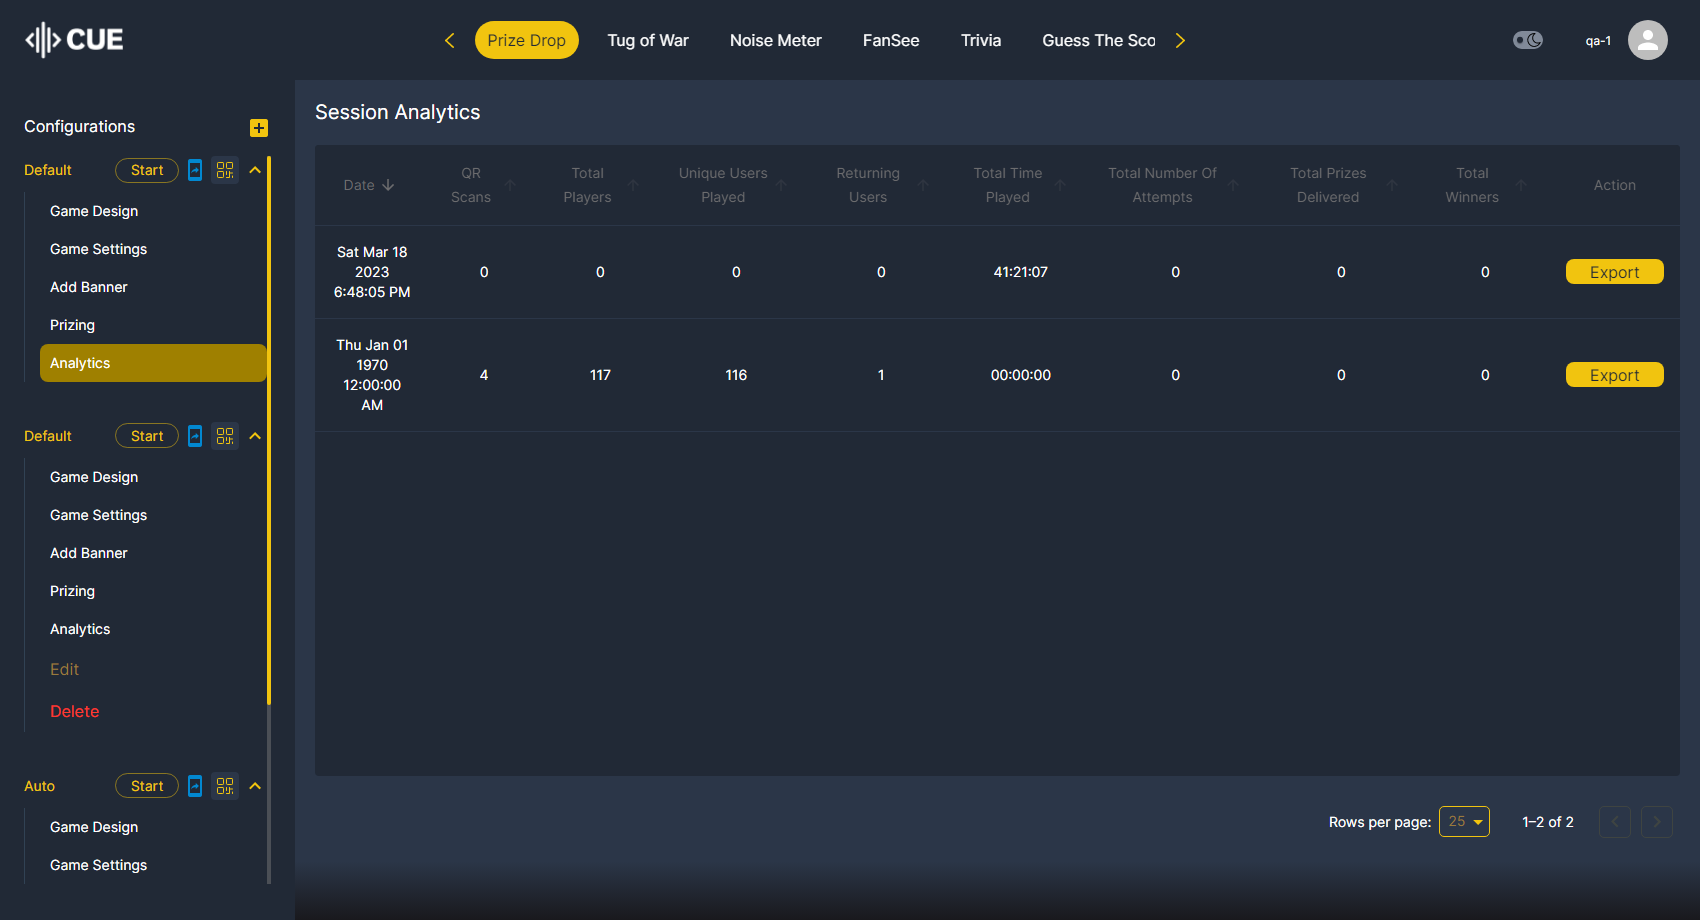 CUE
Prize Drop
Tug of War
Noise Meter
FanSee
Trivia
Guess The Sco
qa-1
Configurations
Default
Start
Game Design
Game Settings
Add Banner
Prizing
Analytics
Default
Start
Game Design
Game Settings
Add Banner
Prizing
Analytics
Edit
Delete
Auto
Start
Game Design
Game Settings
Session Analytics
Date
QR
Scans
Total
Players
Unique Users
Played
Returning
Users
Total Time
Played
Total Number Of
Attempts
Total Prizes
Delivered
Total
Winners
Action
Sat Mar 18
2023
6:48:05 PM
0
0
0
0
41:21:07
0
0
0
Export
Thu Jan 01
1970
12:00:00
AM
4
117
116
1
00:00:00
0
0
0
Export
Rows per page:
25
1–2 of 2